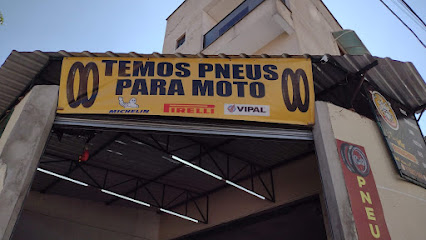 TEMOS PNEUS
PARA MOTO
MICHELIN PIRELLI VIPAL
PNEU